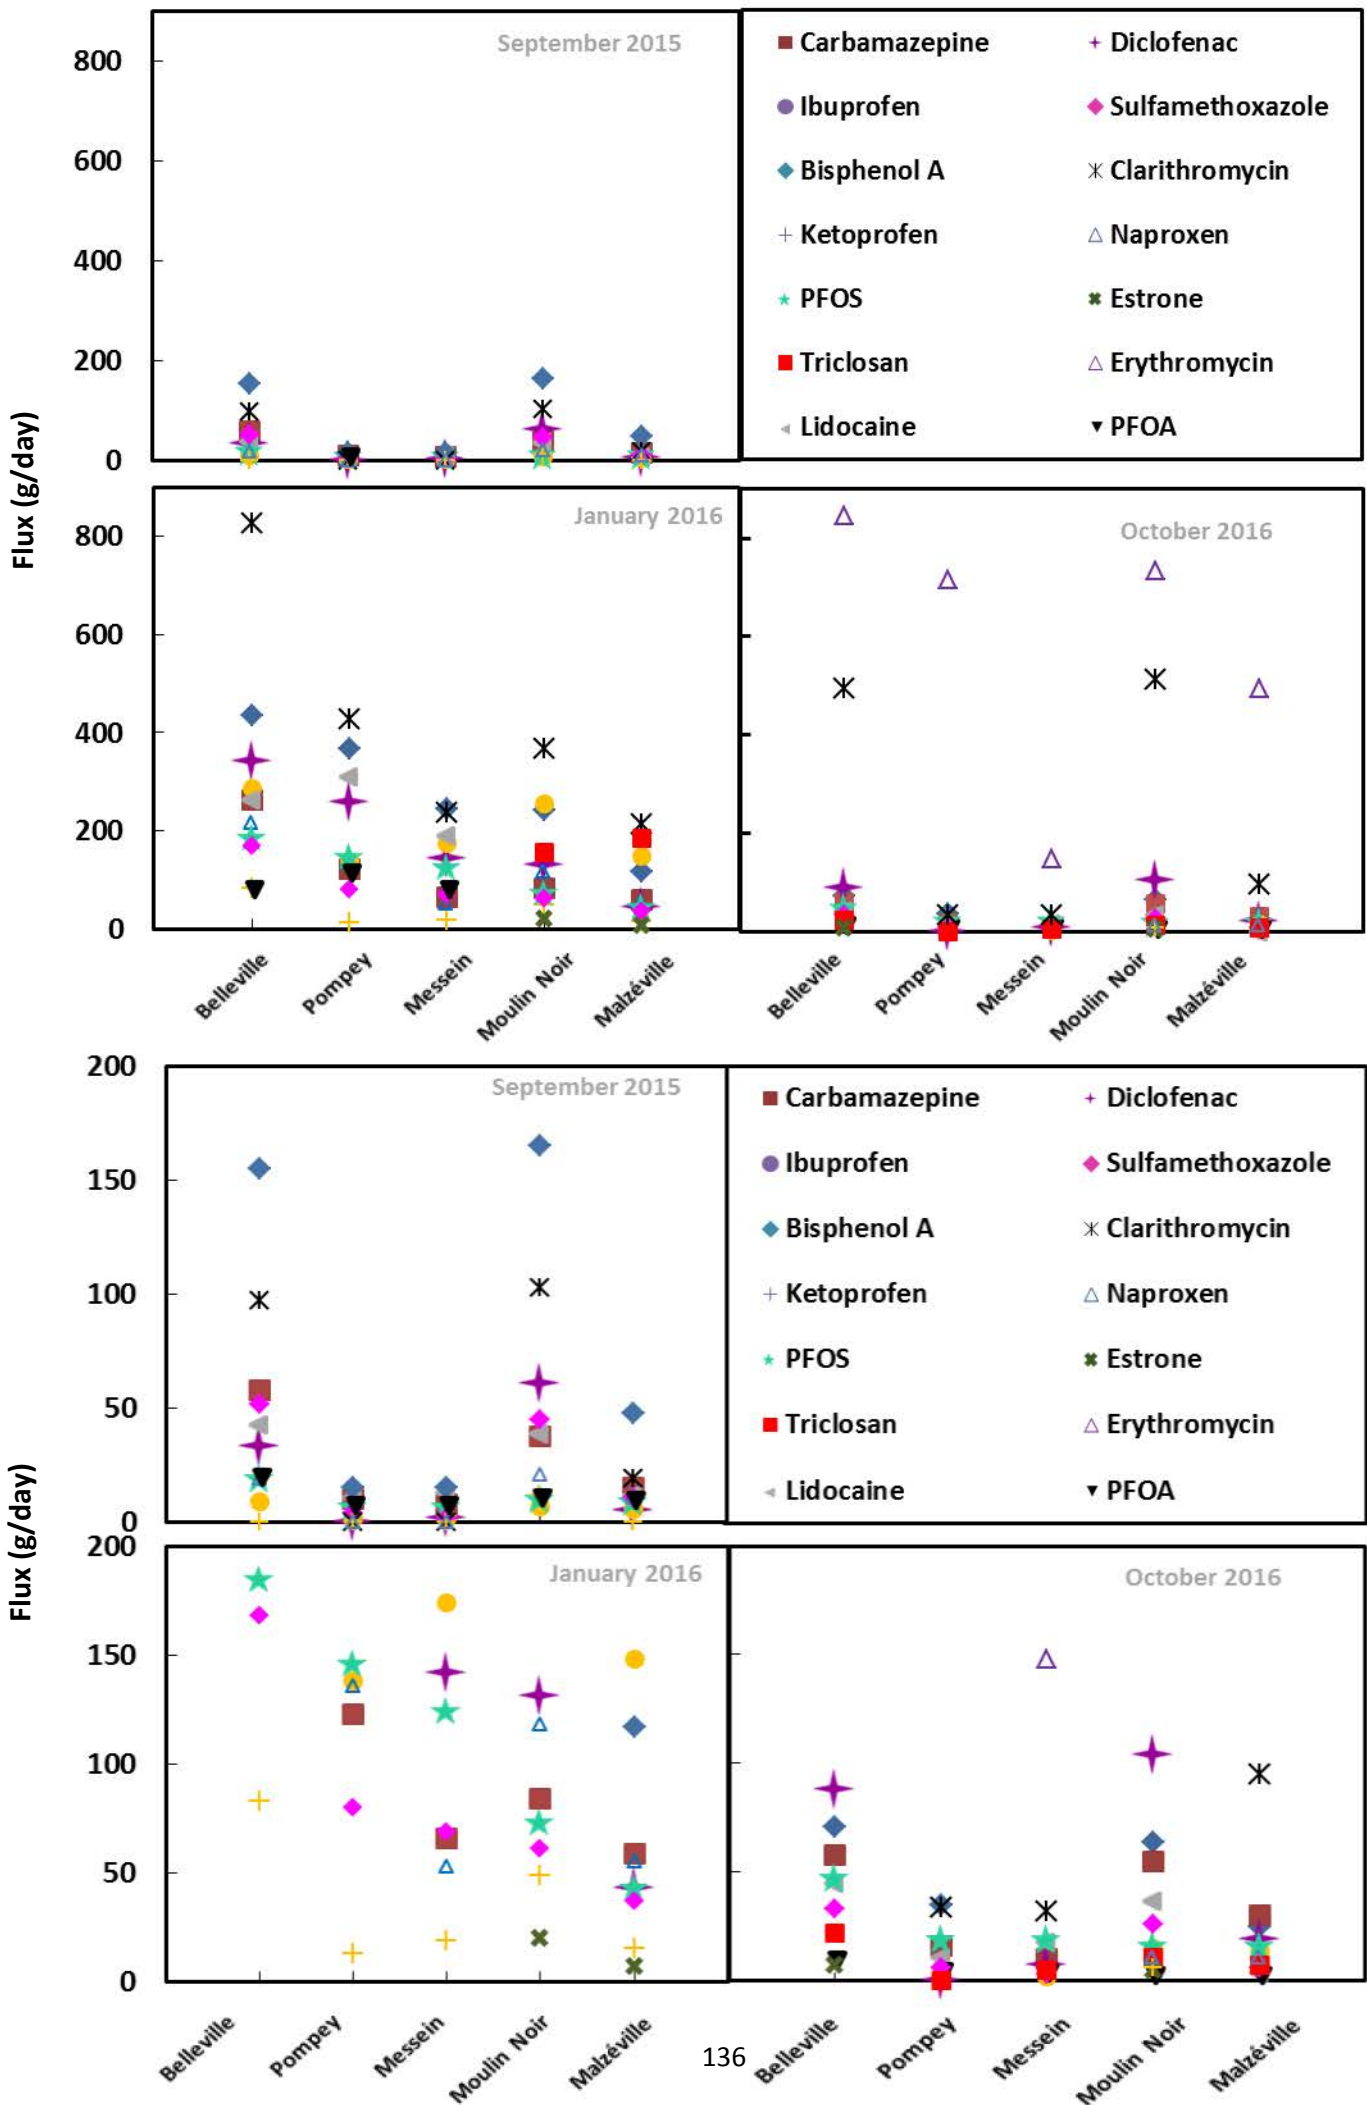 September 2015
800
600
400
200
0
Carbamazepine Diclofenac
Ibuprofen Sulfamethoxazole
Bisphenol A Clarithromycin
Ketoprofen Naproxen
PFOS Estrone
Triclosan Erythromycin
Lidocaine PFOA
Flux (g/day)
January 2016
800
600
400
200
0
October 2016
Belleville Pompey Messein Moulin Noir Malzéville
Belleville Pompey Messein Moulin Noir Malzéville
September 2015
200
150
100
50
0
Carbamazepine Diclofenac
Ibuprofen Sulfamethoxazole
Bisphenol A Clarithromycin
Ketoprofen Naproxen
PFOS Estrone
Triclosan Erythromycin
Lidocaine PFOA
Flux (g/day)
January 2016
200
150
100
50
0
October 2016
Belleville Pompey Messein Moulin Noir Malzéville
Belleville Pompey Messein Moulin Noir Malzéville
136